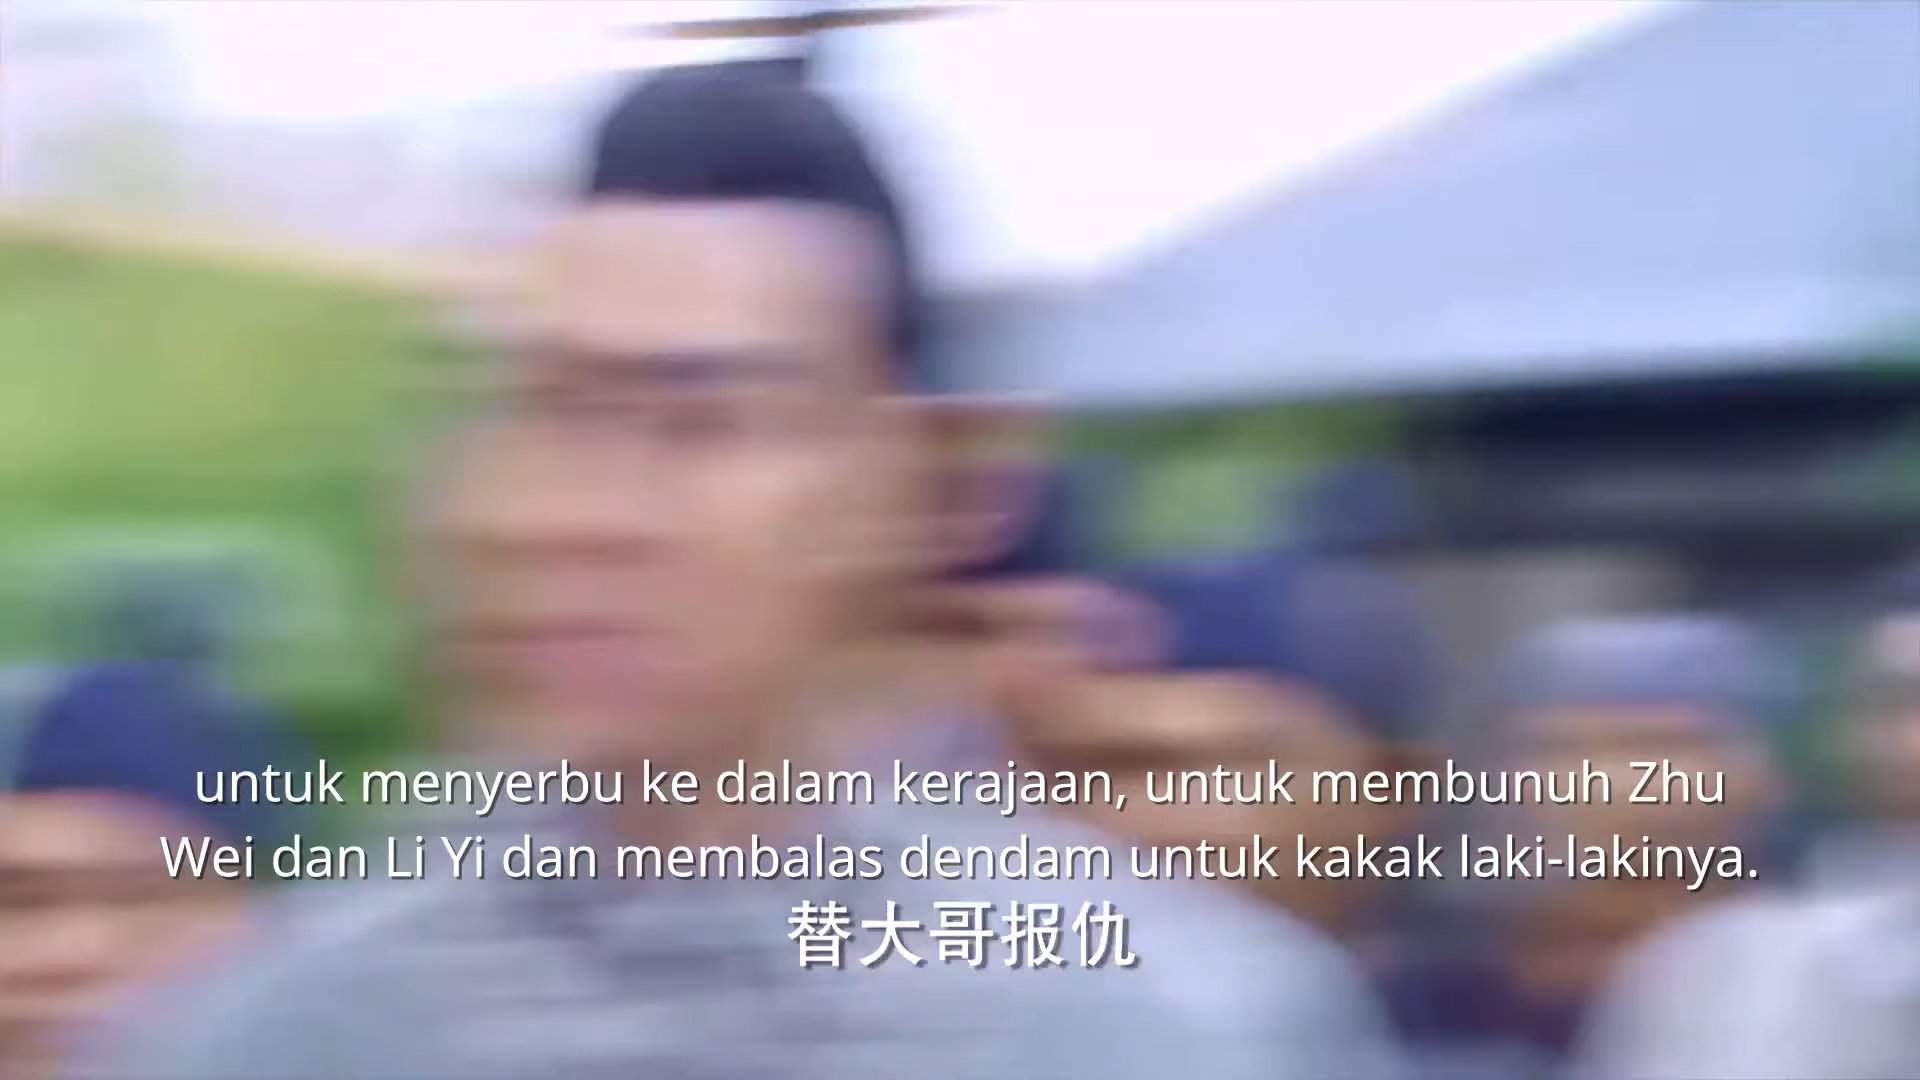 untuk menyerbu ke dalam kerajaan, untuk membunuh Zhu
Wei dan Li Yi dan membalas dendam untuk kakak laki-lakinya.
替大哥报仇